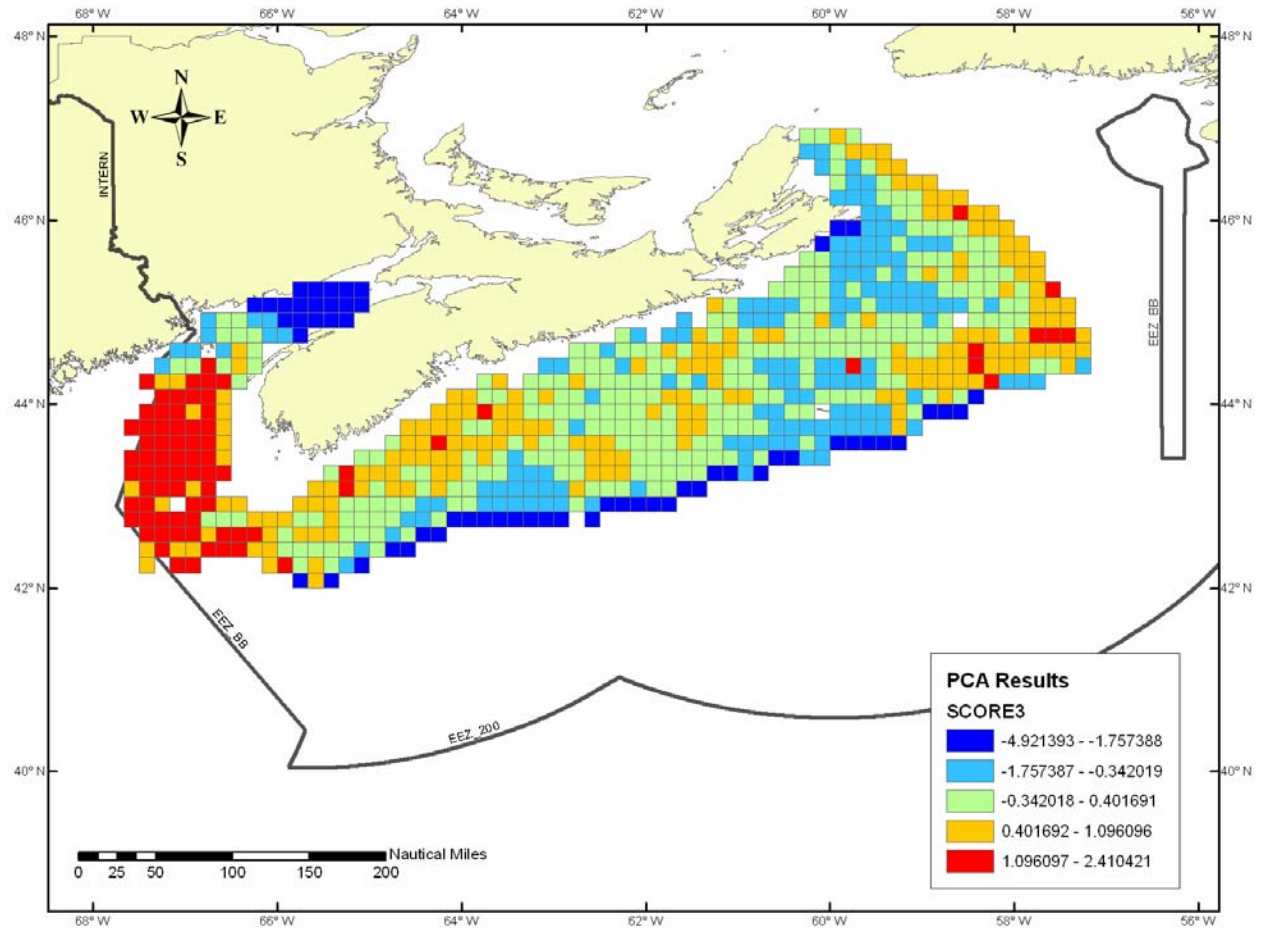 68° W 66° W 64° W 62° W 60° W 58° W 56° W
48° N 48° N
N
W E
S
INTERN
46° N 46° N
EEZ_BB
44° N 44° N
42° N 42° N
EEZ_BB
EEZ_200
PCA Results
SCORE3
-4.921393 - -1.757388
-1.757387 - -0.342019
-0.342018 - 0.401691
0.401692 - 1.096096
1.096097 - 2.410421
40° N 40° N
Nautical Miles
0 25 50 100 150 200
68° W 66° W 64° W 62° W 60° W 58° W 56° W